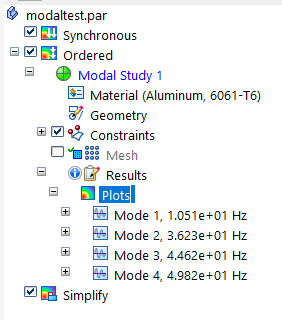 modaltest.par
Synchronous
Ordered
Modal Study 1
Material (Aluminum, 6061-T6)
Geometry
Constraints
Mesh
Results
Plots
Mode 1, 1.051e+01 Hz
Mode 2, 3.623e+01 Hz
Mode 3, 4.462e+01 Hz
Mode 4, 4.982e+01 Hz
Simplify